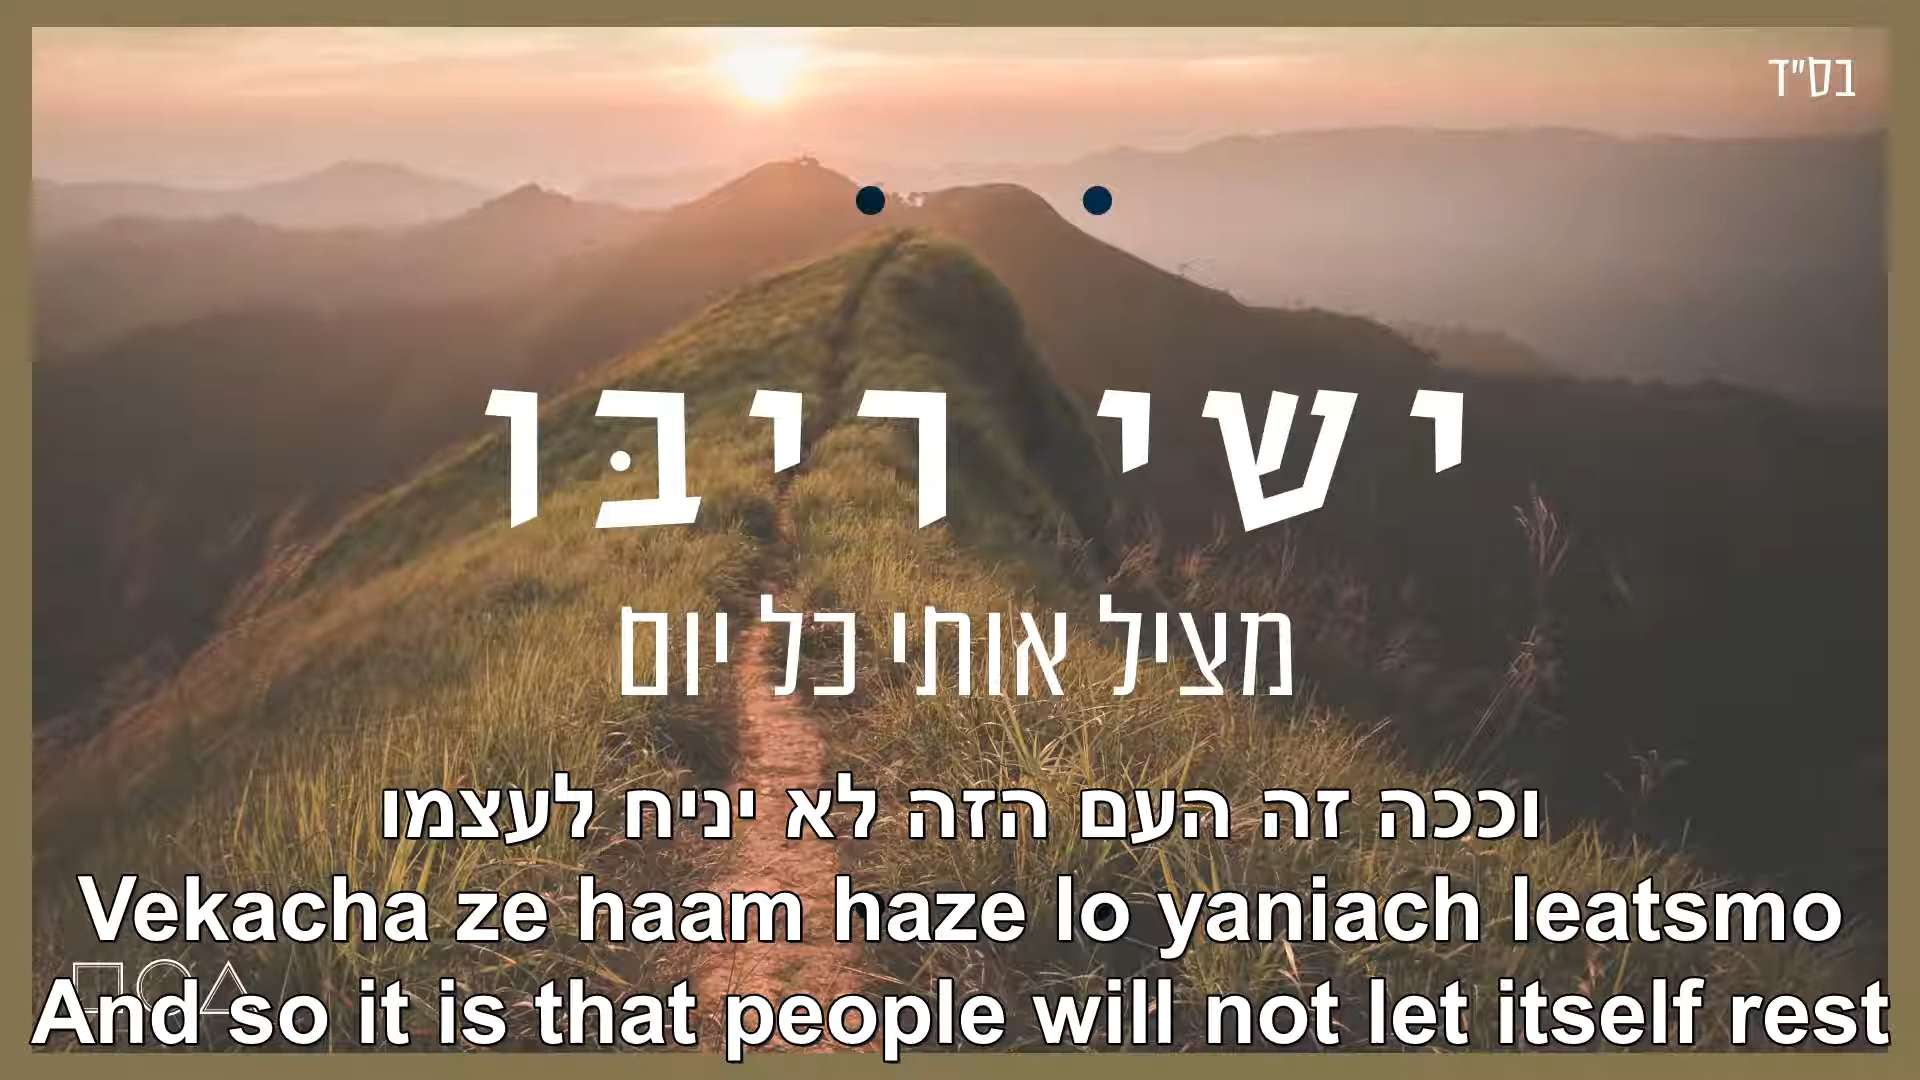 בס"ד
ישי ריבּו
מציל אותי כל יום
וככה זה העם הזה לא יניח לעצמו
Vekacha ze haam haze lo yaniach leatsmo
And so it is that people will not let itself rest